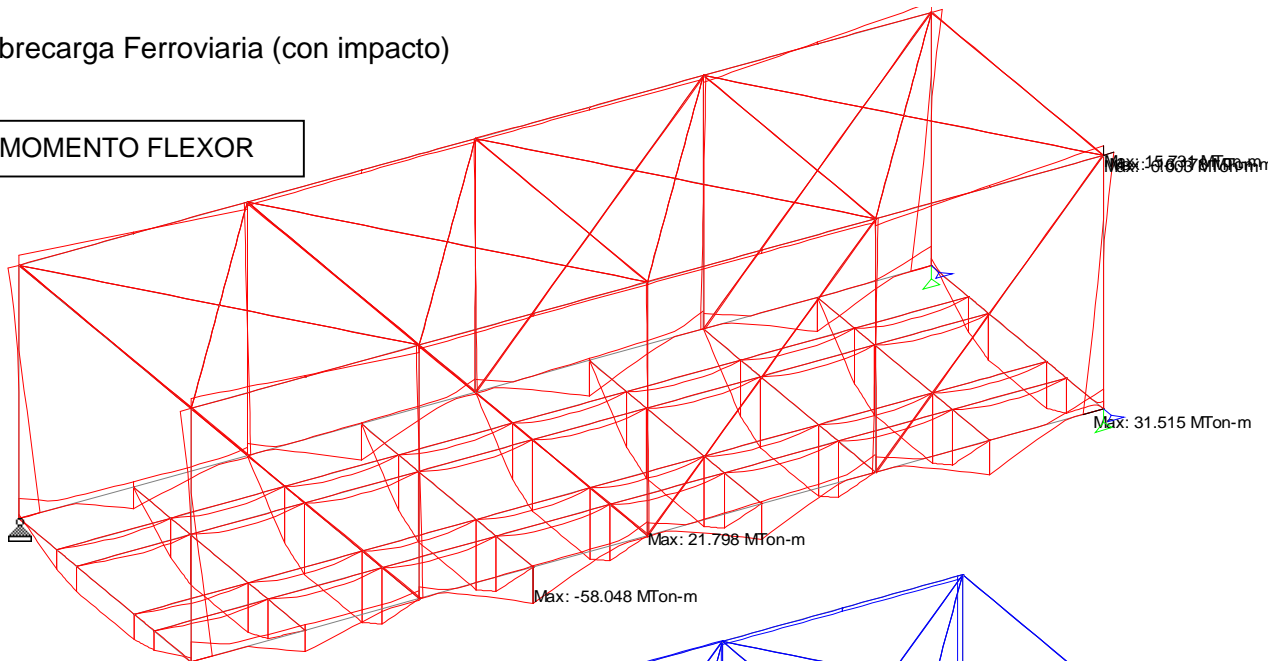 brecarga Ferroviaria (con impacto)
MOMENTO FLEXOR
Max: 31.515 MTon-m
Max: 21.798 MTon-m
Max: -58.048 MTon-m